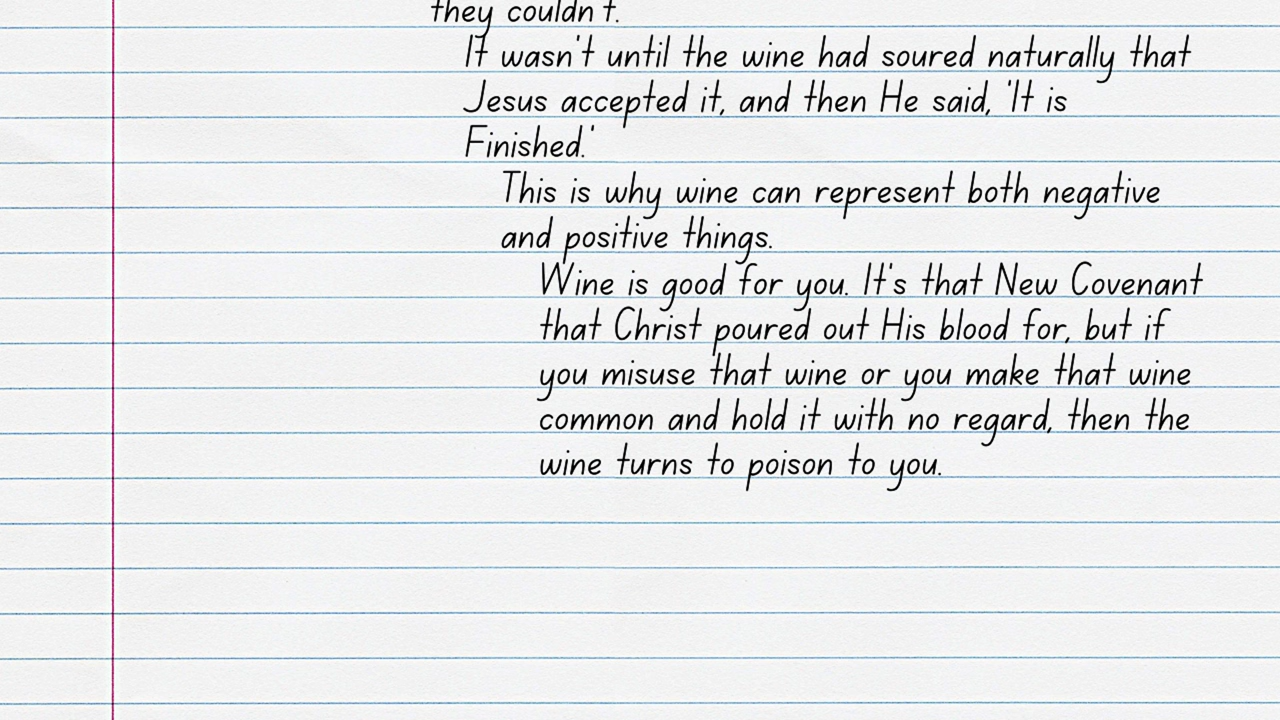 they couldn't.
It wasn't until the wine had soured naturally that
Jesus accepted it, and then He said, 'It is
Finished.'
This is why wine can represent both negative
and positive things.
Wine is good for you. It's that New Covenant
that Christ poured out His blood for, but if
you misuse that wine or you make that wine
common and hold it with no regard, then the
wine turns to poison to you.